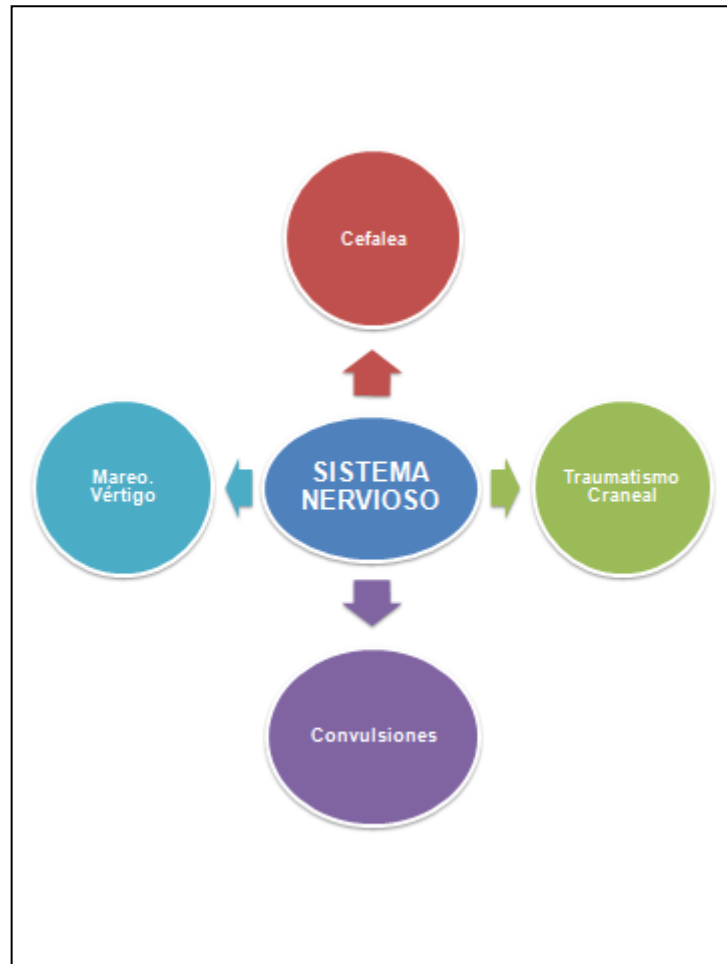 Cefalea
Mareo.
Vértigo
SISTEMA
NERVIOSO
Traumatismo
Craneal
Convulsiones